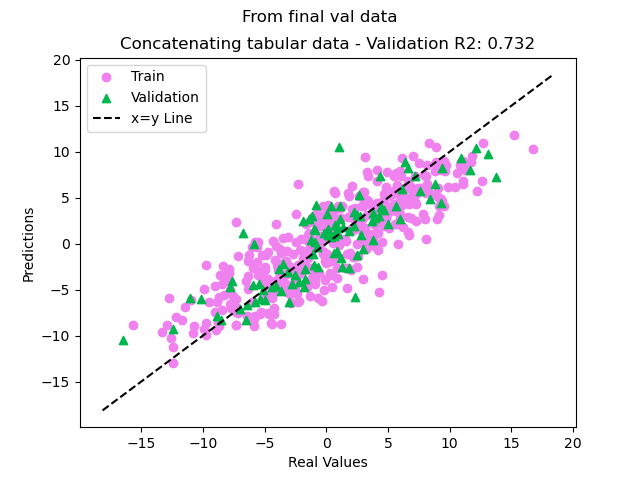 From final val data
Concatenating tabular data - Validation R2: 0.732
Train
Validation
x=y Line
20
15
10
5
0
−5
−10
−15
Predictions
−15 −10 −5 0 5 10 15 20
Real Values